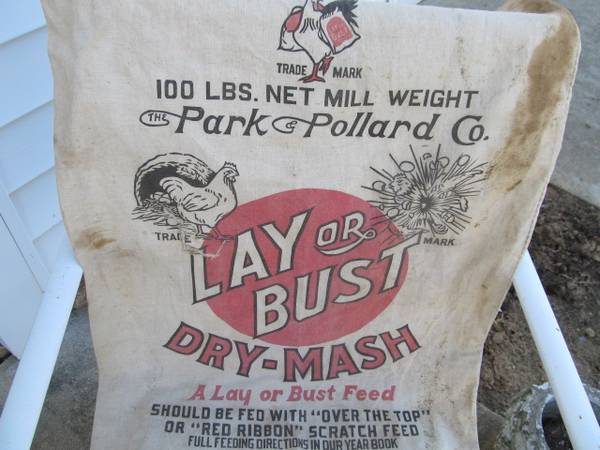 TRADE MARK
100 LBS. NET MILL WEIGHT
THE Park & Pollard Co.
TRADE MARK
LAY OR
BUST
DRY-MASH
A Lay or Bust Feed
SHOULD BE FED WITH "OVER THE TOP"
OR "RED RIBBON" SCRATCH FEED
FULL FEEDING DIRECTIONS IN OUR YEAR BOOK